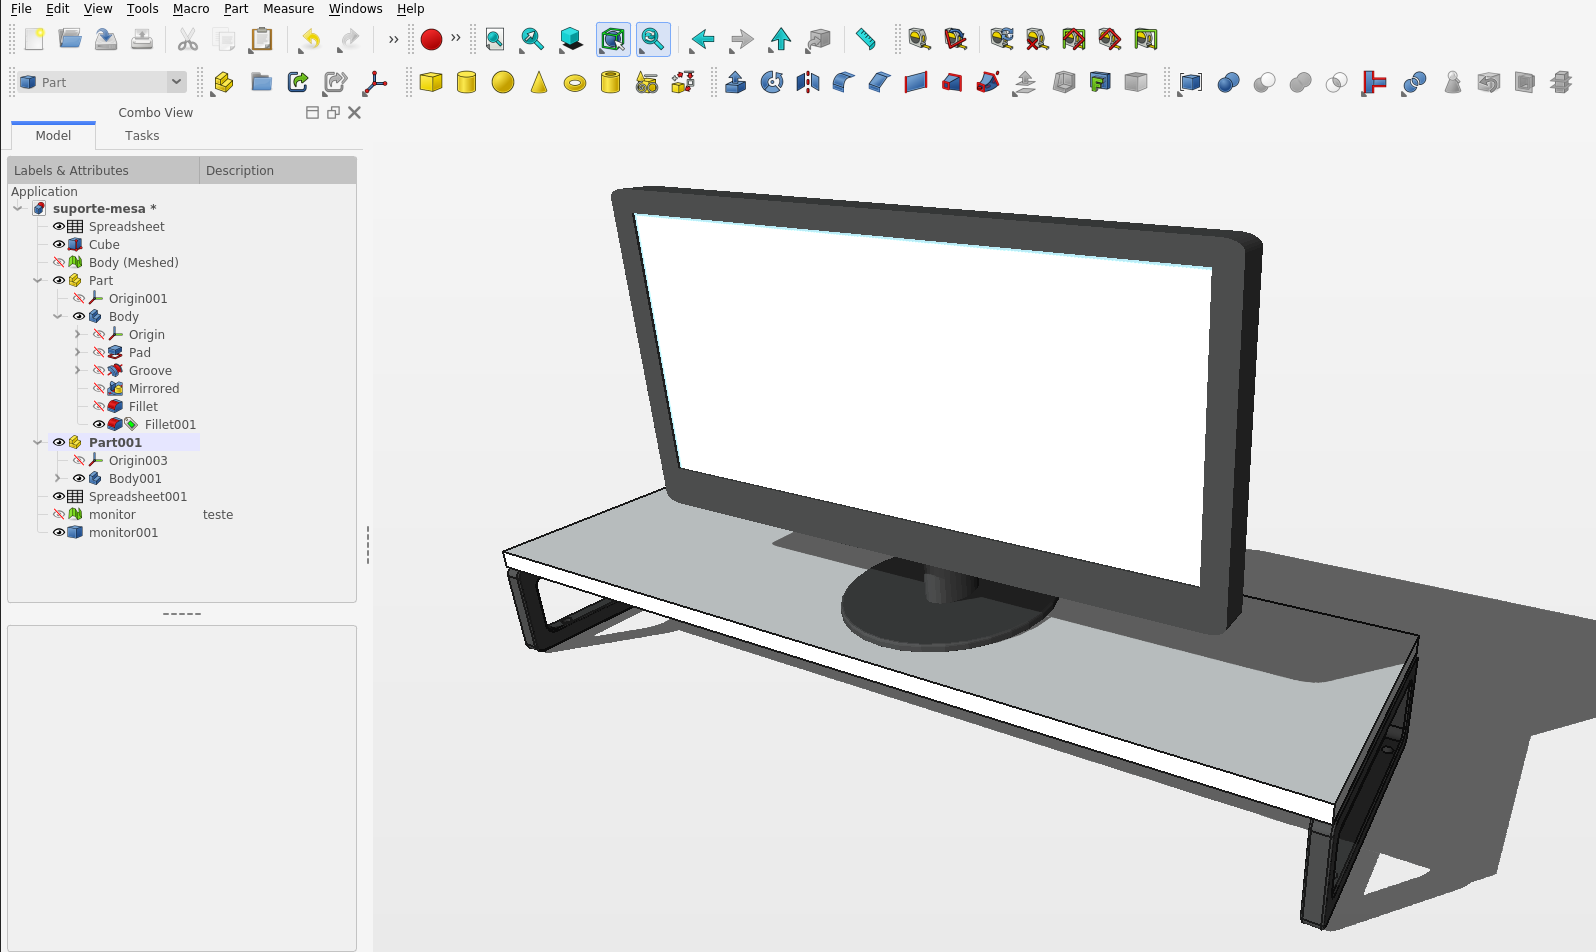 File Edit View Tools Macro Part Measure Windows Help
Part
Combo View
Model Tasks
Labels & Attributes Description
Application
suporte-mesa *
Spreadsheet
Cube
Body (Meshed)
Part
Origin001
Body
Origin
Pad
Groove
Mirrored
Fillet
Fillet001
Part001
Origin003
Body001
Spreadsheet001
monitor teste
monitor001